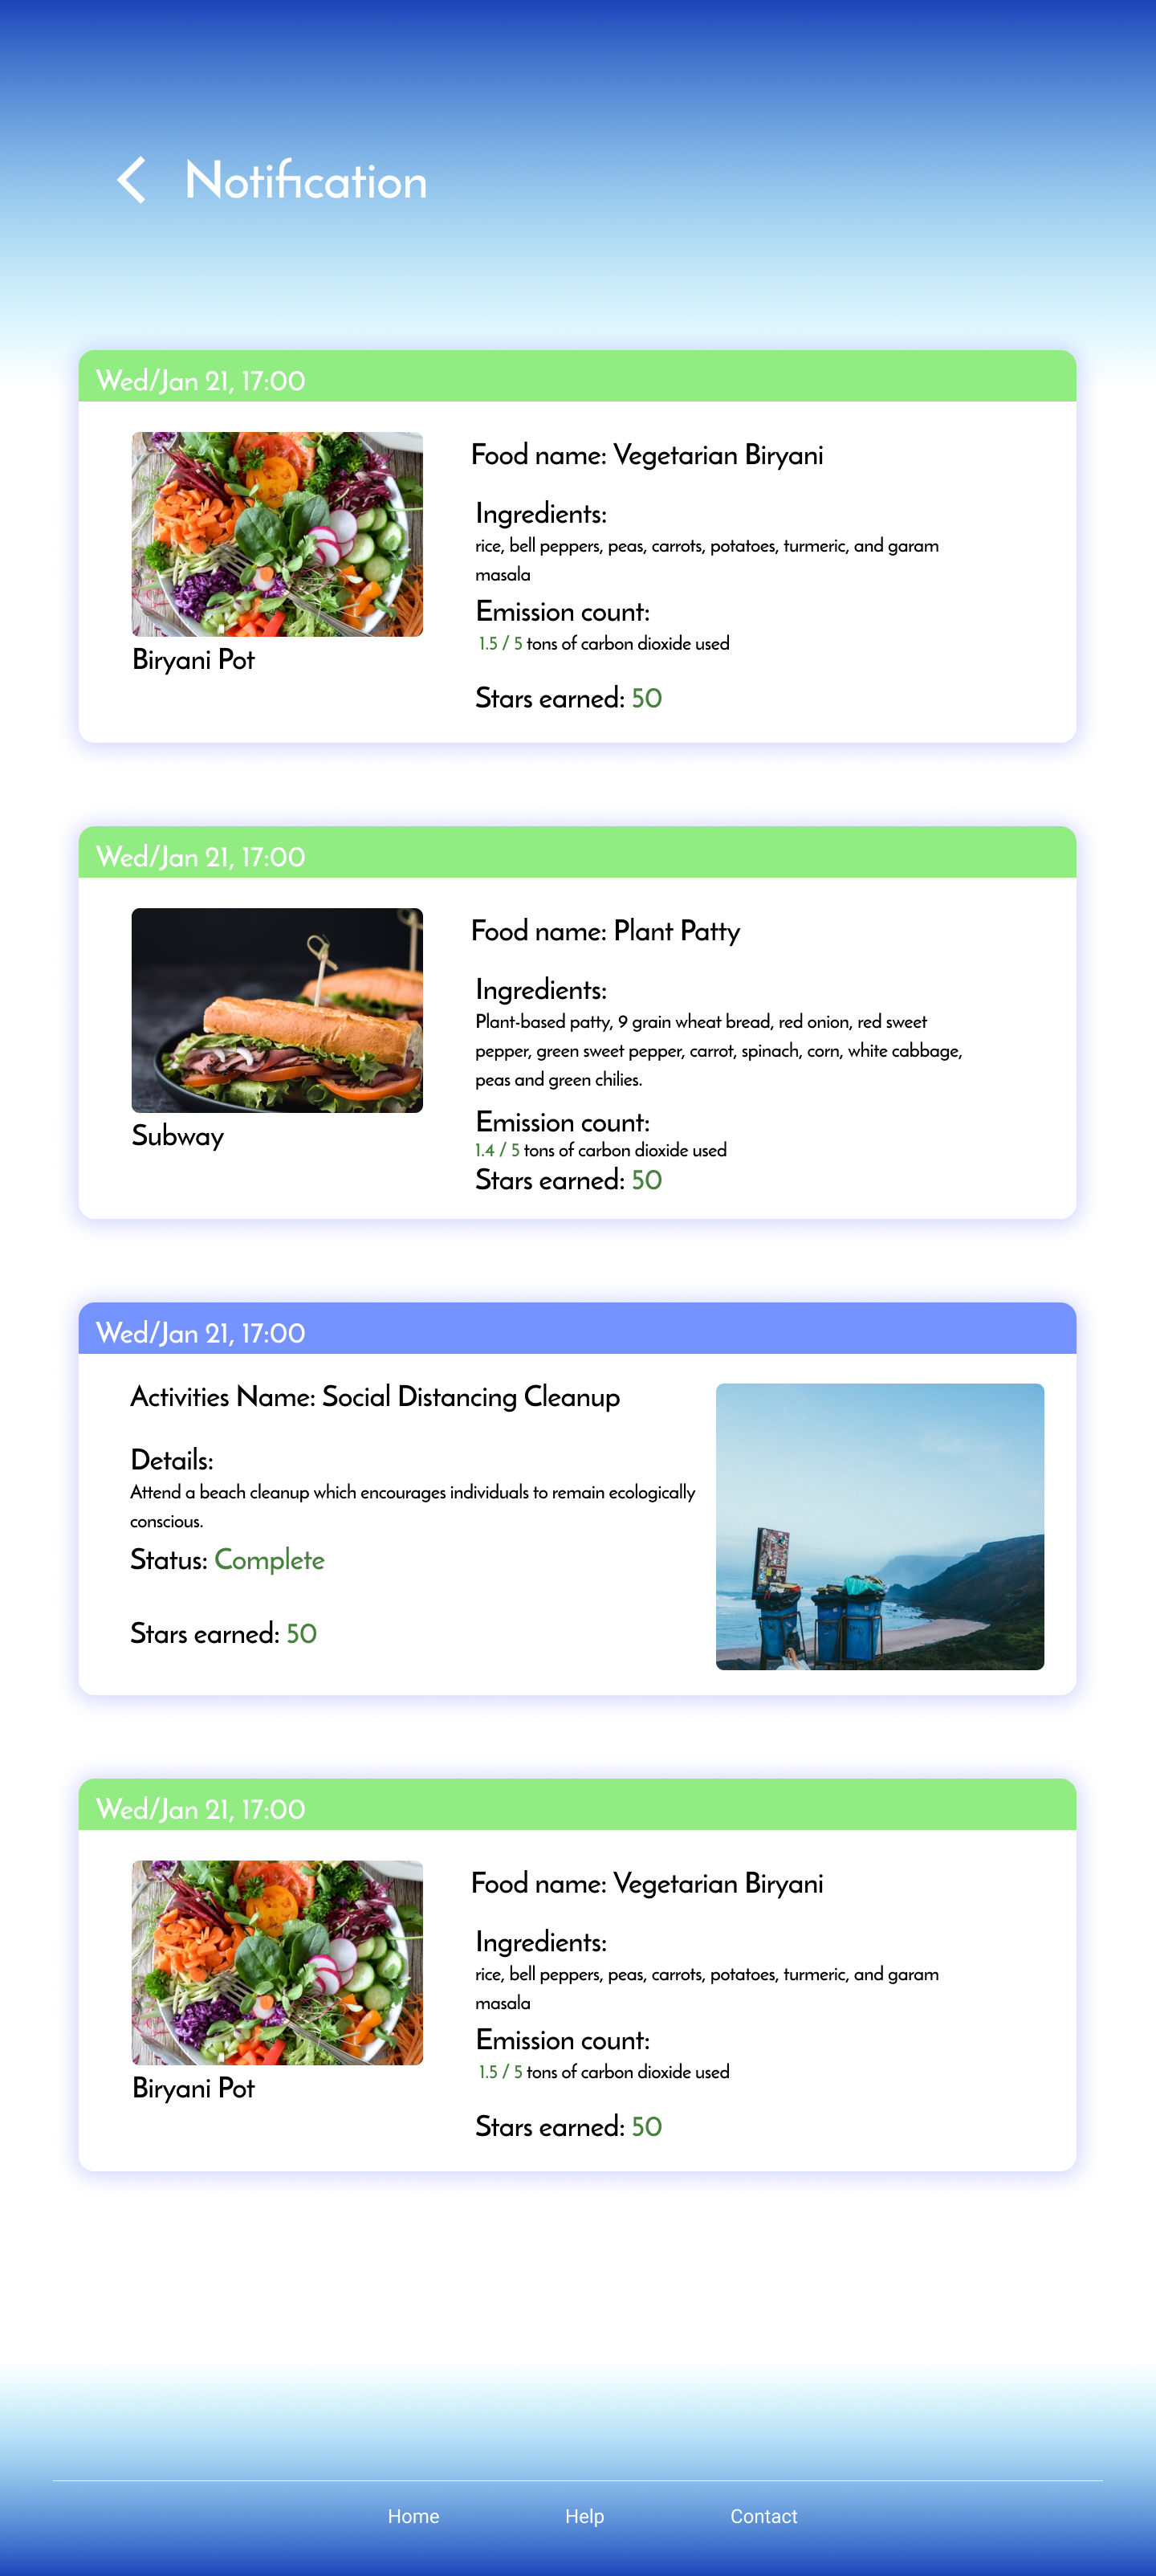 Notification
Wed/Jan 21, 17:00
Food name: Vegetarian Biryani
Ingredients:
rice, bell peppers, peas, carrots, potatoes, turmeric, and garam
masala
Emission count:
1.5 / 5 tons of carbon dioxide used
Biryani Pot
Stars earned: 50
Wed/Jan 21, 17:00
Food name: Plant Patty
Ingredients:
Plant-based patty, 9 grain wheat bread, red onion, red sweet
pepper, green sweet pepper, carrot, spinach, corn, white cabbage,
peas and green chilies.
Emission count:
Subway
1.4 / 5 tons of carbon dioxide used
Stars earned: 50
Wed/Jan 21, 17:00
Activities Name: Social Distancing Cleanup
Details:
Attend a beach cleanup which encourages individuals to remain ecologically
conscious.
Status: Complete
Stars earned: 50
Wed/Jan 21, 17:00
Food name: Vegetarian Biryani
Ingredients:
rice, bell peppers, peas, carrots, potatoes, turmeric, and garam
masala
Emission count:
1.5 / 5 tons of carbon dioxide used
Biryani Pot
Stars earned: 50
Home Help Contact